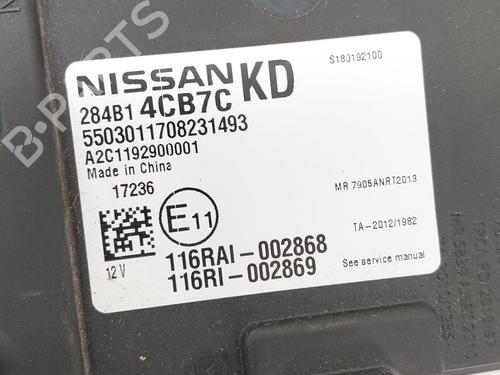 S180192100
NISSAN KD
284B1 4CB7C
5503011708231493
A2C1192900001
Made in China
17236
MR 7905ANRT2013
E11
TA-2012/1982
12V
116RAI-002868
116RI-002869
See service manual